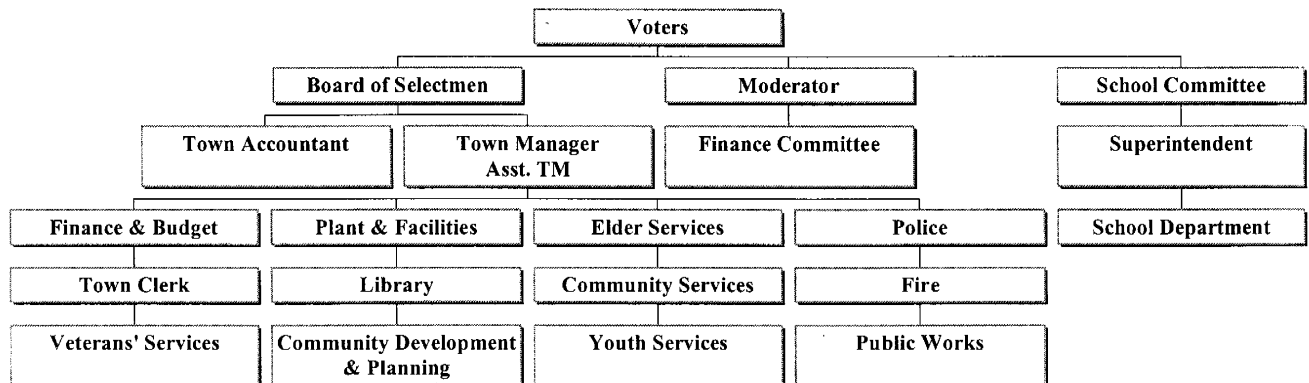 Voters
Board of Selectmen
Moderator
School Committee
Town Accountant
Town Manager
Asst. TM
Finance Committee
Superintendent
Finance & Budget
Plant & Facilities
Elder Services
Police
School Department
Town Clerk
Library
Community Services
Fire
Veterans' Services
Community Development
& Planning
Youth Services
Public Works